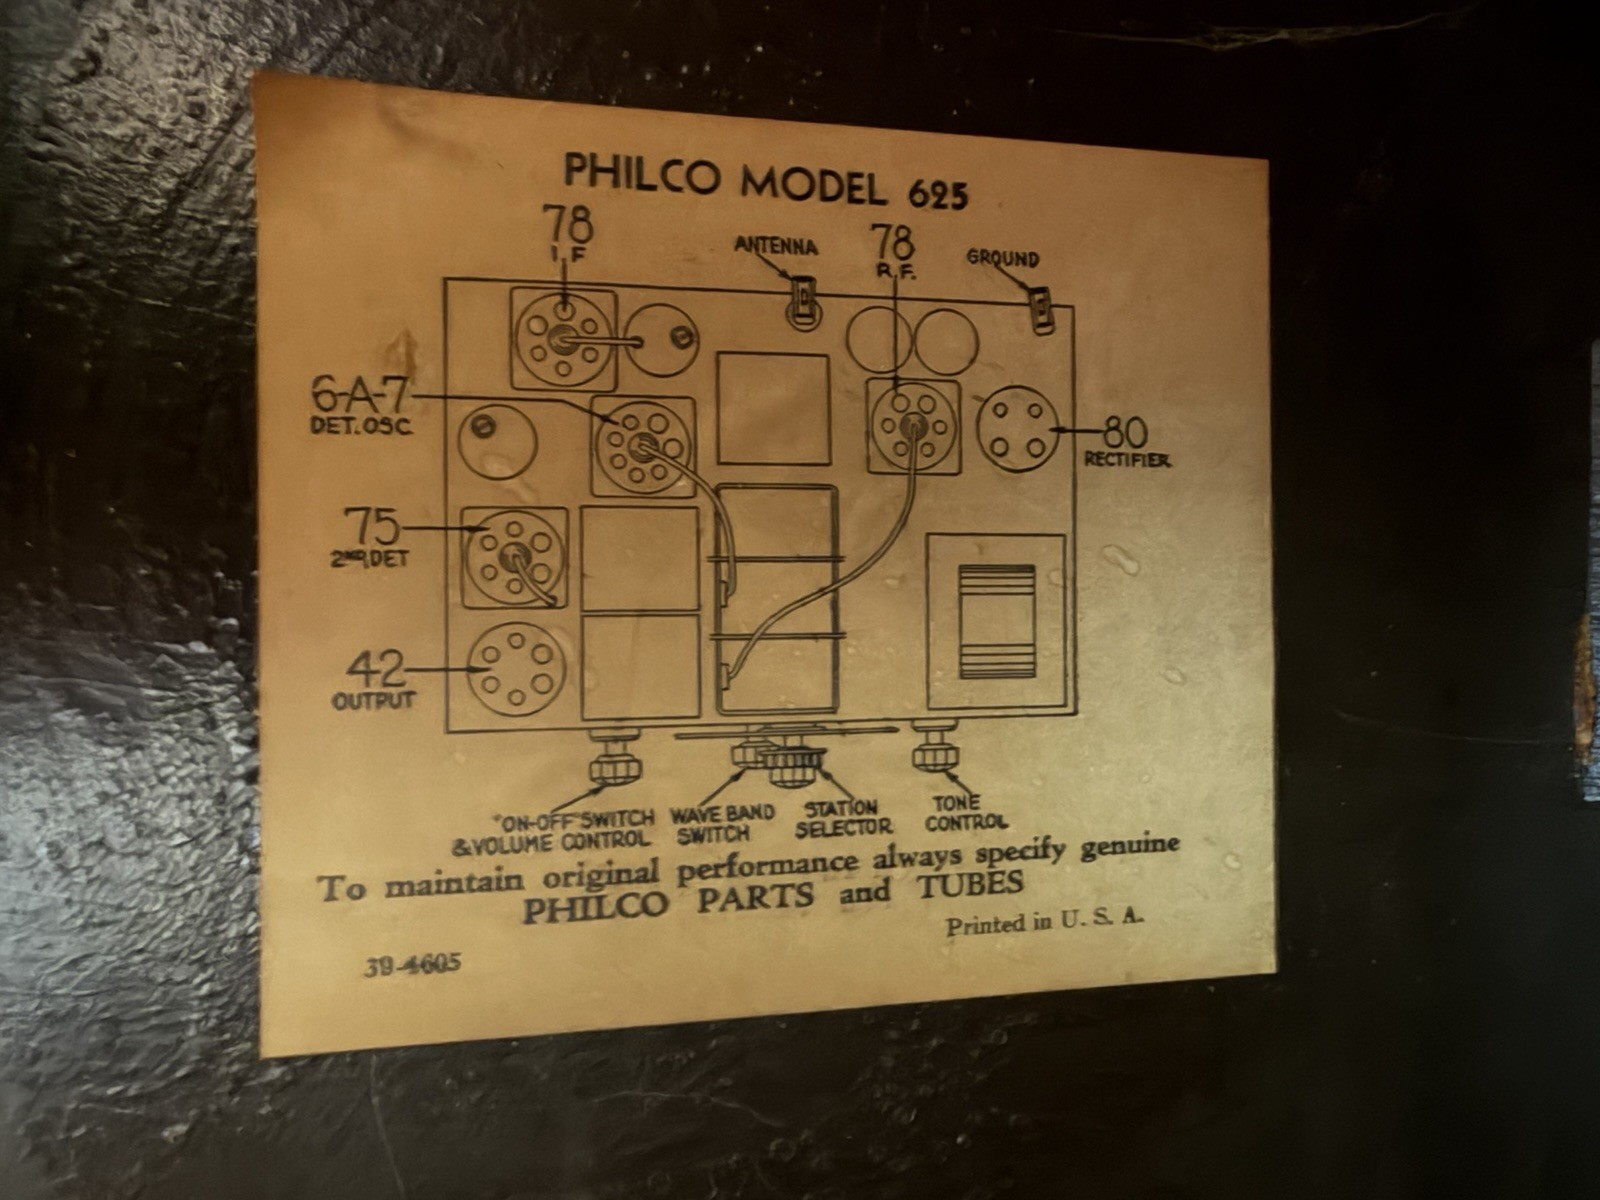 PHILCO MODEL 625
78
I.F
ANTENNA
78
R.F.
GROUND
6-A-7
DET. OSC.
80
RECTIFIER
75
2ND. DET
42
OUTPUT
"ON-OFF" SWITCH
& VOLUME CONTROL
WAVE BAND
SWITCH
STATION
SELECTOR
TONE
CONTROL
To maintain original performance always specify genuine
PHILCO PARTS and TUBES
Printed in U. S. A.
39-4605